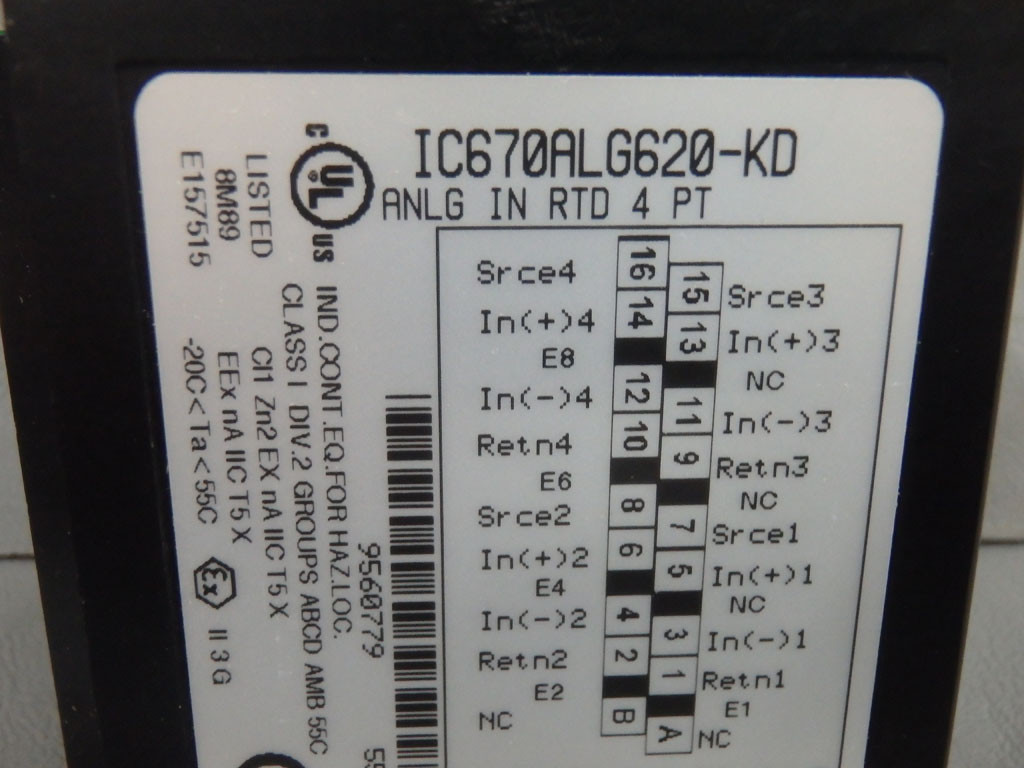 IC670ALG620-KD
ANLG IN RTD 4 PT
C UL US
LISTED
8M89
E157515
IND.CONT.EQ.FOR HAZ.LOC.
CLASS I DIV.2 GROUPS ABCD AMB 55C
Cl1 Zn2 EX nA IIC T5 X
EEx nA IIC T5 X
-20C<Ta<55C
Ex II 3 G
9560779
Srce4 16 15 Srce3
In(+)4 14 13 In(+)3
E8 NC
In(-)4 12 11 In(-)3
Retn4 10 9 Retn3
E6 NC
Srce2 8 7 Srce1
In(+)2 6 5 In(+)1
E4 NC
In(-)2 4 3 In(-)1
Retn2 2 1 Retn1
E2 E1
NC B A NC